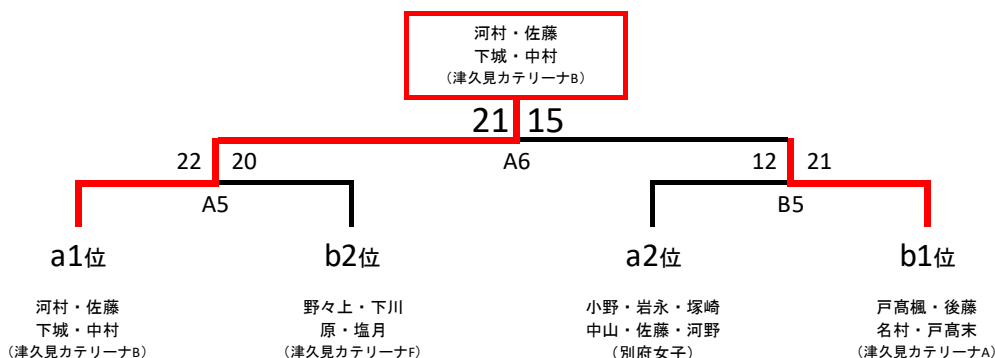 河村・佐藤
下城・中村
（津久見カテリーナB）
21 15
22 20
A6
12 21
A5
B5
a1位
b2位
a2位
b1位
河村・佐藤
下城・中村
（津久見カテリーナB）
野々上・下川
原・塩月
（津久見カテリーナF）
小野・岩永・塚崎
中山・佐藤・河野
（別府女子）
戸髙楓・後藤
名村・戸髙末
（津久見カテリーナA）